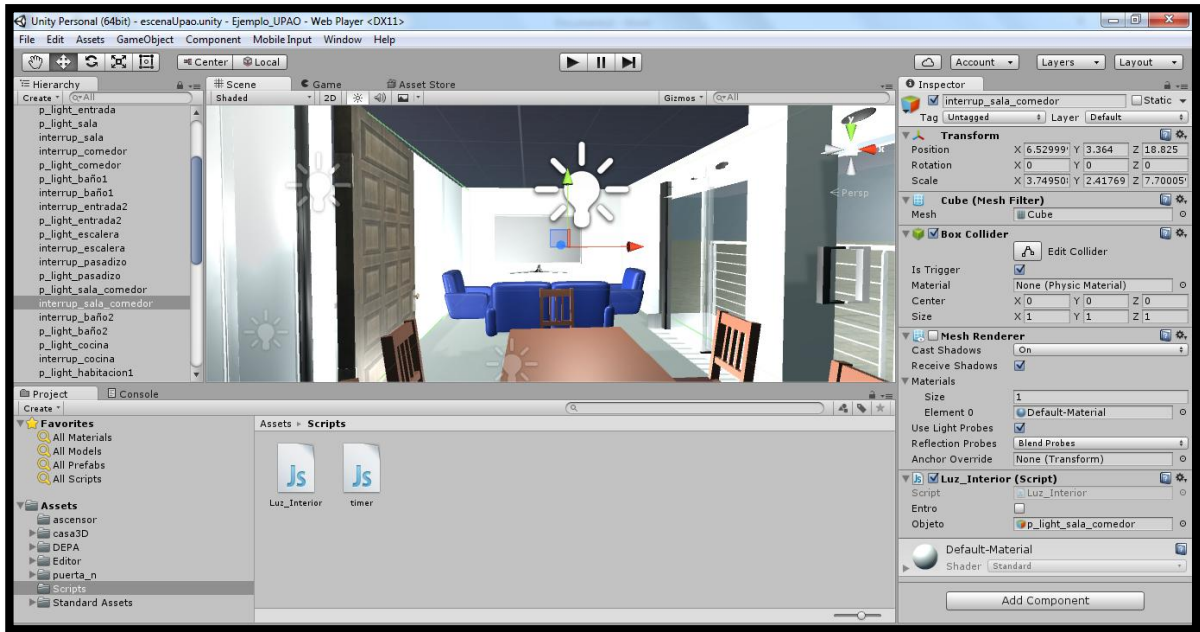 Unity Personal (64bit) - escenaUpao.unity - Ejemplo_UPAO - Web Player <DX11>
File Edit Assets GameObject Component Mobile Input Window Help
Center Local
Account Layers Layout
Hierarchy
Create All
p_light_entrada
p_light_sala
interrup_sala
interrup_comedor
p_light_comedor
p_light_baño1
interrup_baño1
interrup_entrada2
p_light_entrada2
p_light_escalera
interrup_escalera
interrup_pasadizo
p_light_pasadizo
p_light_sala_comedor
interrup_sala_comedor
interrup_baño2
p_light_baño2
p_light_cocina
interrup_cocina
p_light_habitacion1
Scene Game Asset Store
Shaded 2D Gizmos All
y
x
Persp
Project Console
Create
Favorites
All Materials
All Models
All Prefabs
All Scripts
Assets
ascensor
casa3D
DEPA
Editor
puerta_n
Scripts
Standard Assets
Assets Scripts
Js Js
Luz_Interior timer
Inspector
interrup_sala_comedor Static
Tag Untagged Layer Default
Transform
Position X 6.52999 Y 3.364 Z 18.825
Rotation X 0 Y 0 Z 0
Scale X 3.74950 Y 2.41769 Z 7.70005
Cube (Mesh Filter)
Mesh Cube
Box Collider
Edit Collider
Is Trigger
Material None (Physic Material)
Center X 0 Y 0 Z 0
Size X 1 Y 1 Z 1
Mesh Renderer
Cast Shadows On
Receive Shadows
Materials
Size 1
Element 0 Default-Material
Use Light Probes
Reflection Probes Blend Probes
Anchor Override None (Transform)
Luz_Interior (Script)
Script Luz_Interior
Entro
Objeto p_light_sala_comedor
Default-Material
Shader Standard
Add Component